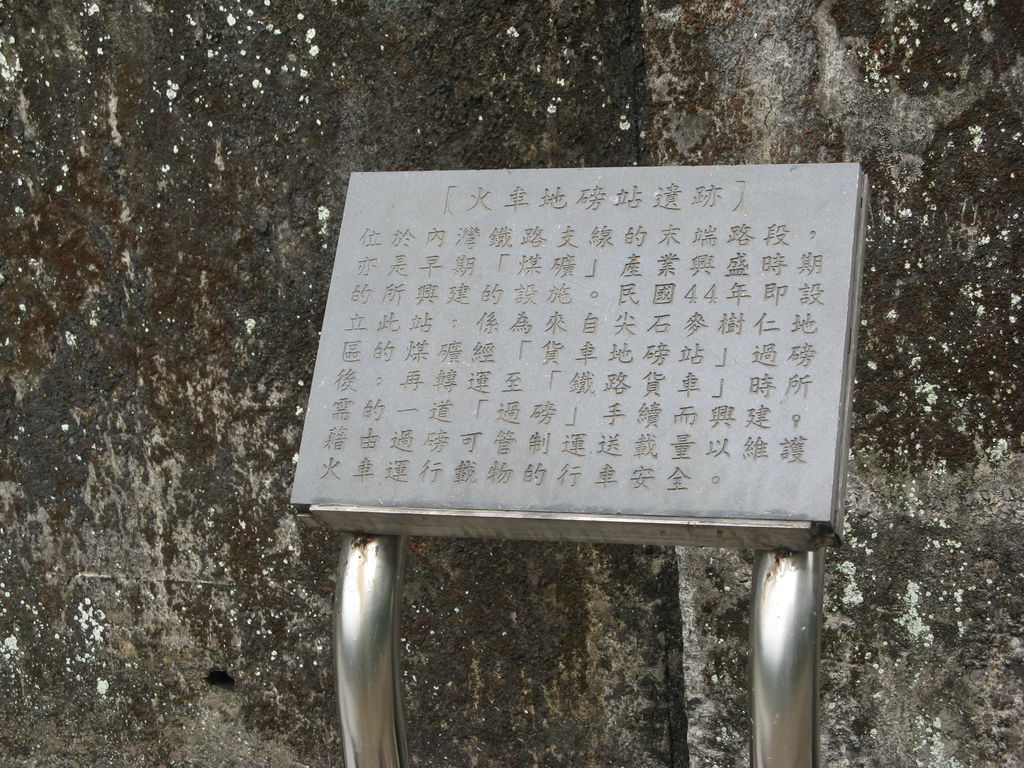 ［火車地磅站遺跡］
位於內灣鐵路支線的末端路段，
亦是早期「煤礦」產業興盛時期
的所興建的設施。民國44年即設
立此站，係為來自尖石麥樹仁地
區的煤礦經「貨車地磅站」過磅
後，再轉運至「鐵路貨車」時所
需的一道「過磅」手續而興建。
藉由過磅可管制運送載量以維護
火車運行載物的行車安全。